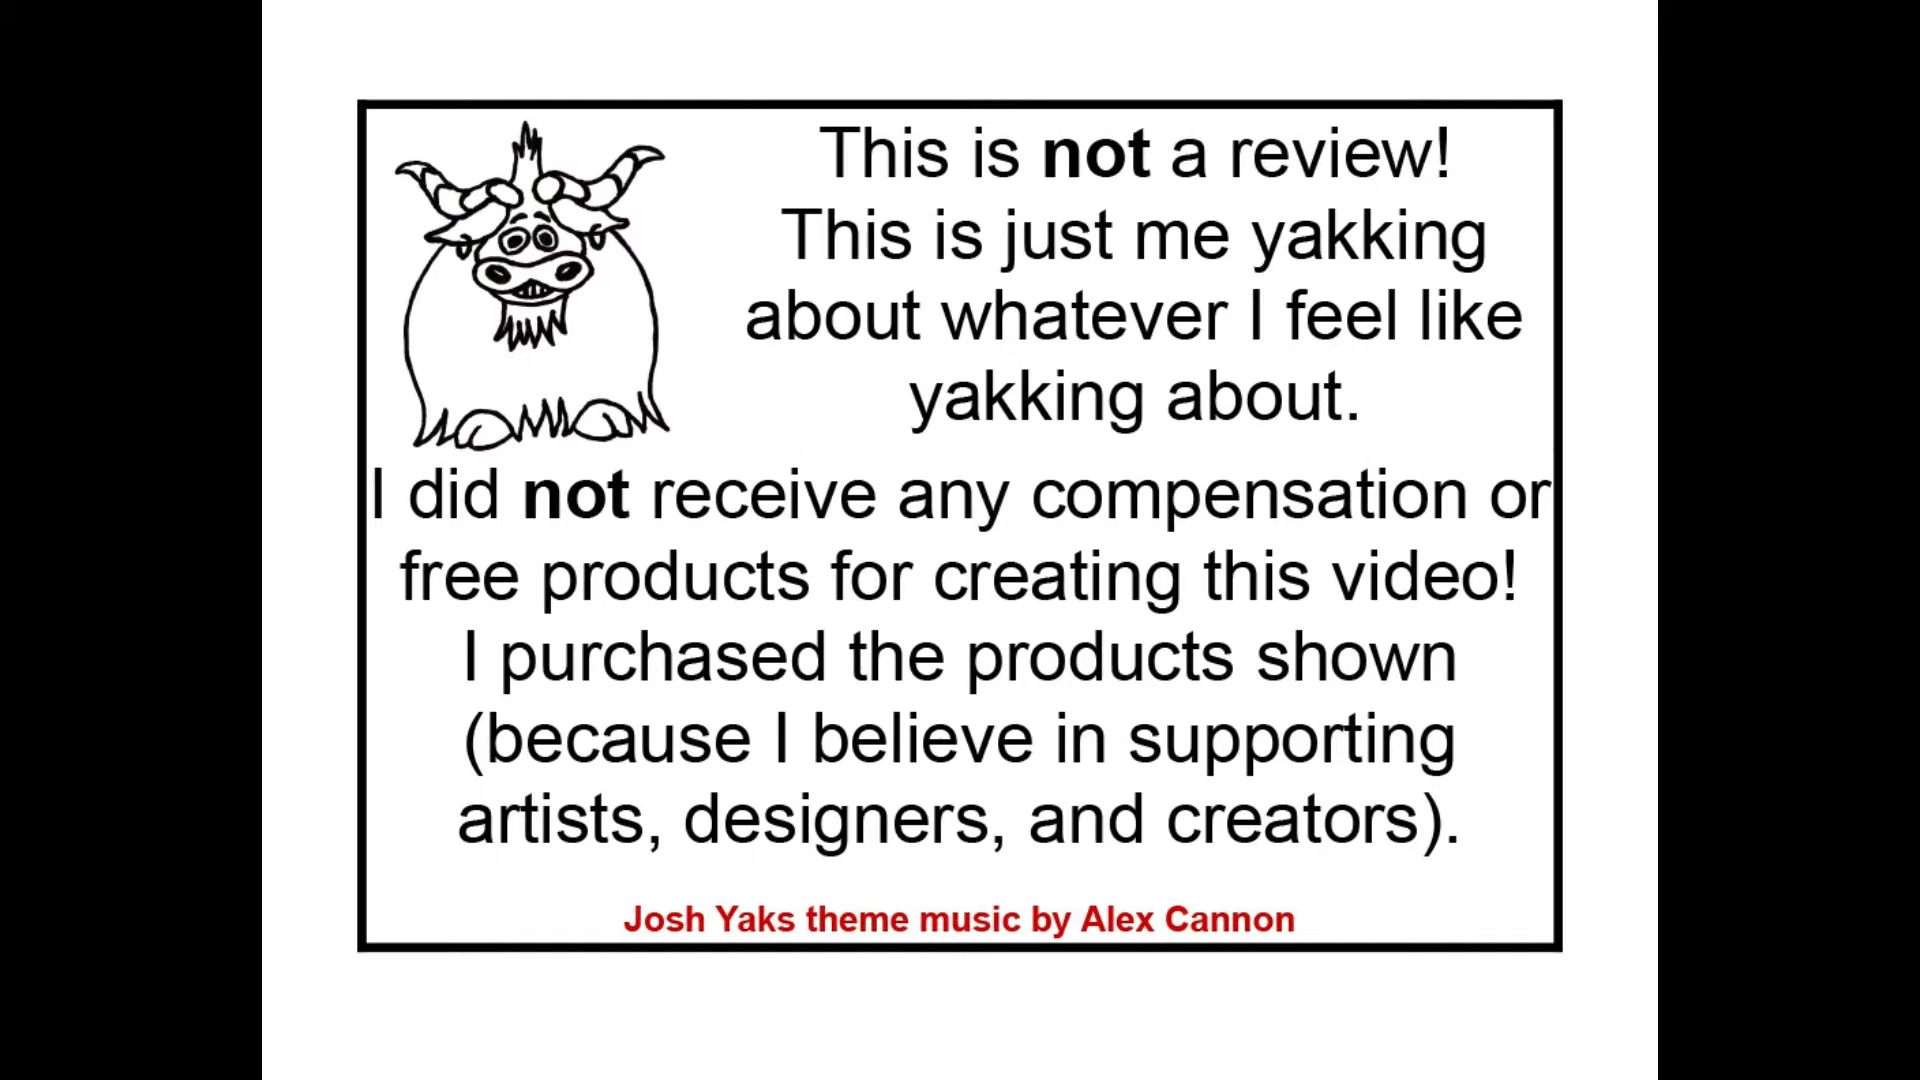 This is not a review!
This is just me yakking
about whatever I feel like
yakking about.
I did not receive any compensation or
free products for creating this video!
I purchased the products shown
(because I believe in supporting
artists, designers, and creators).
Josh Yaks theme music by Alex Cannon